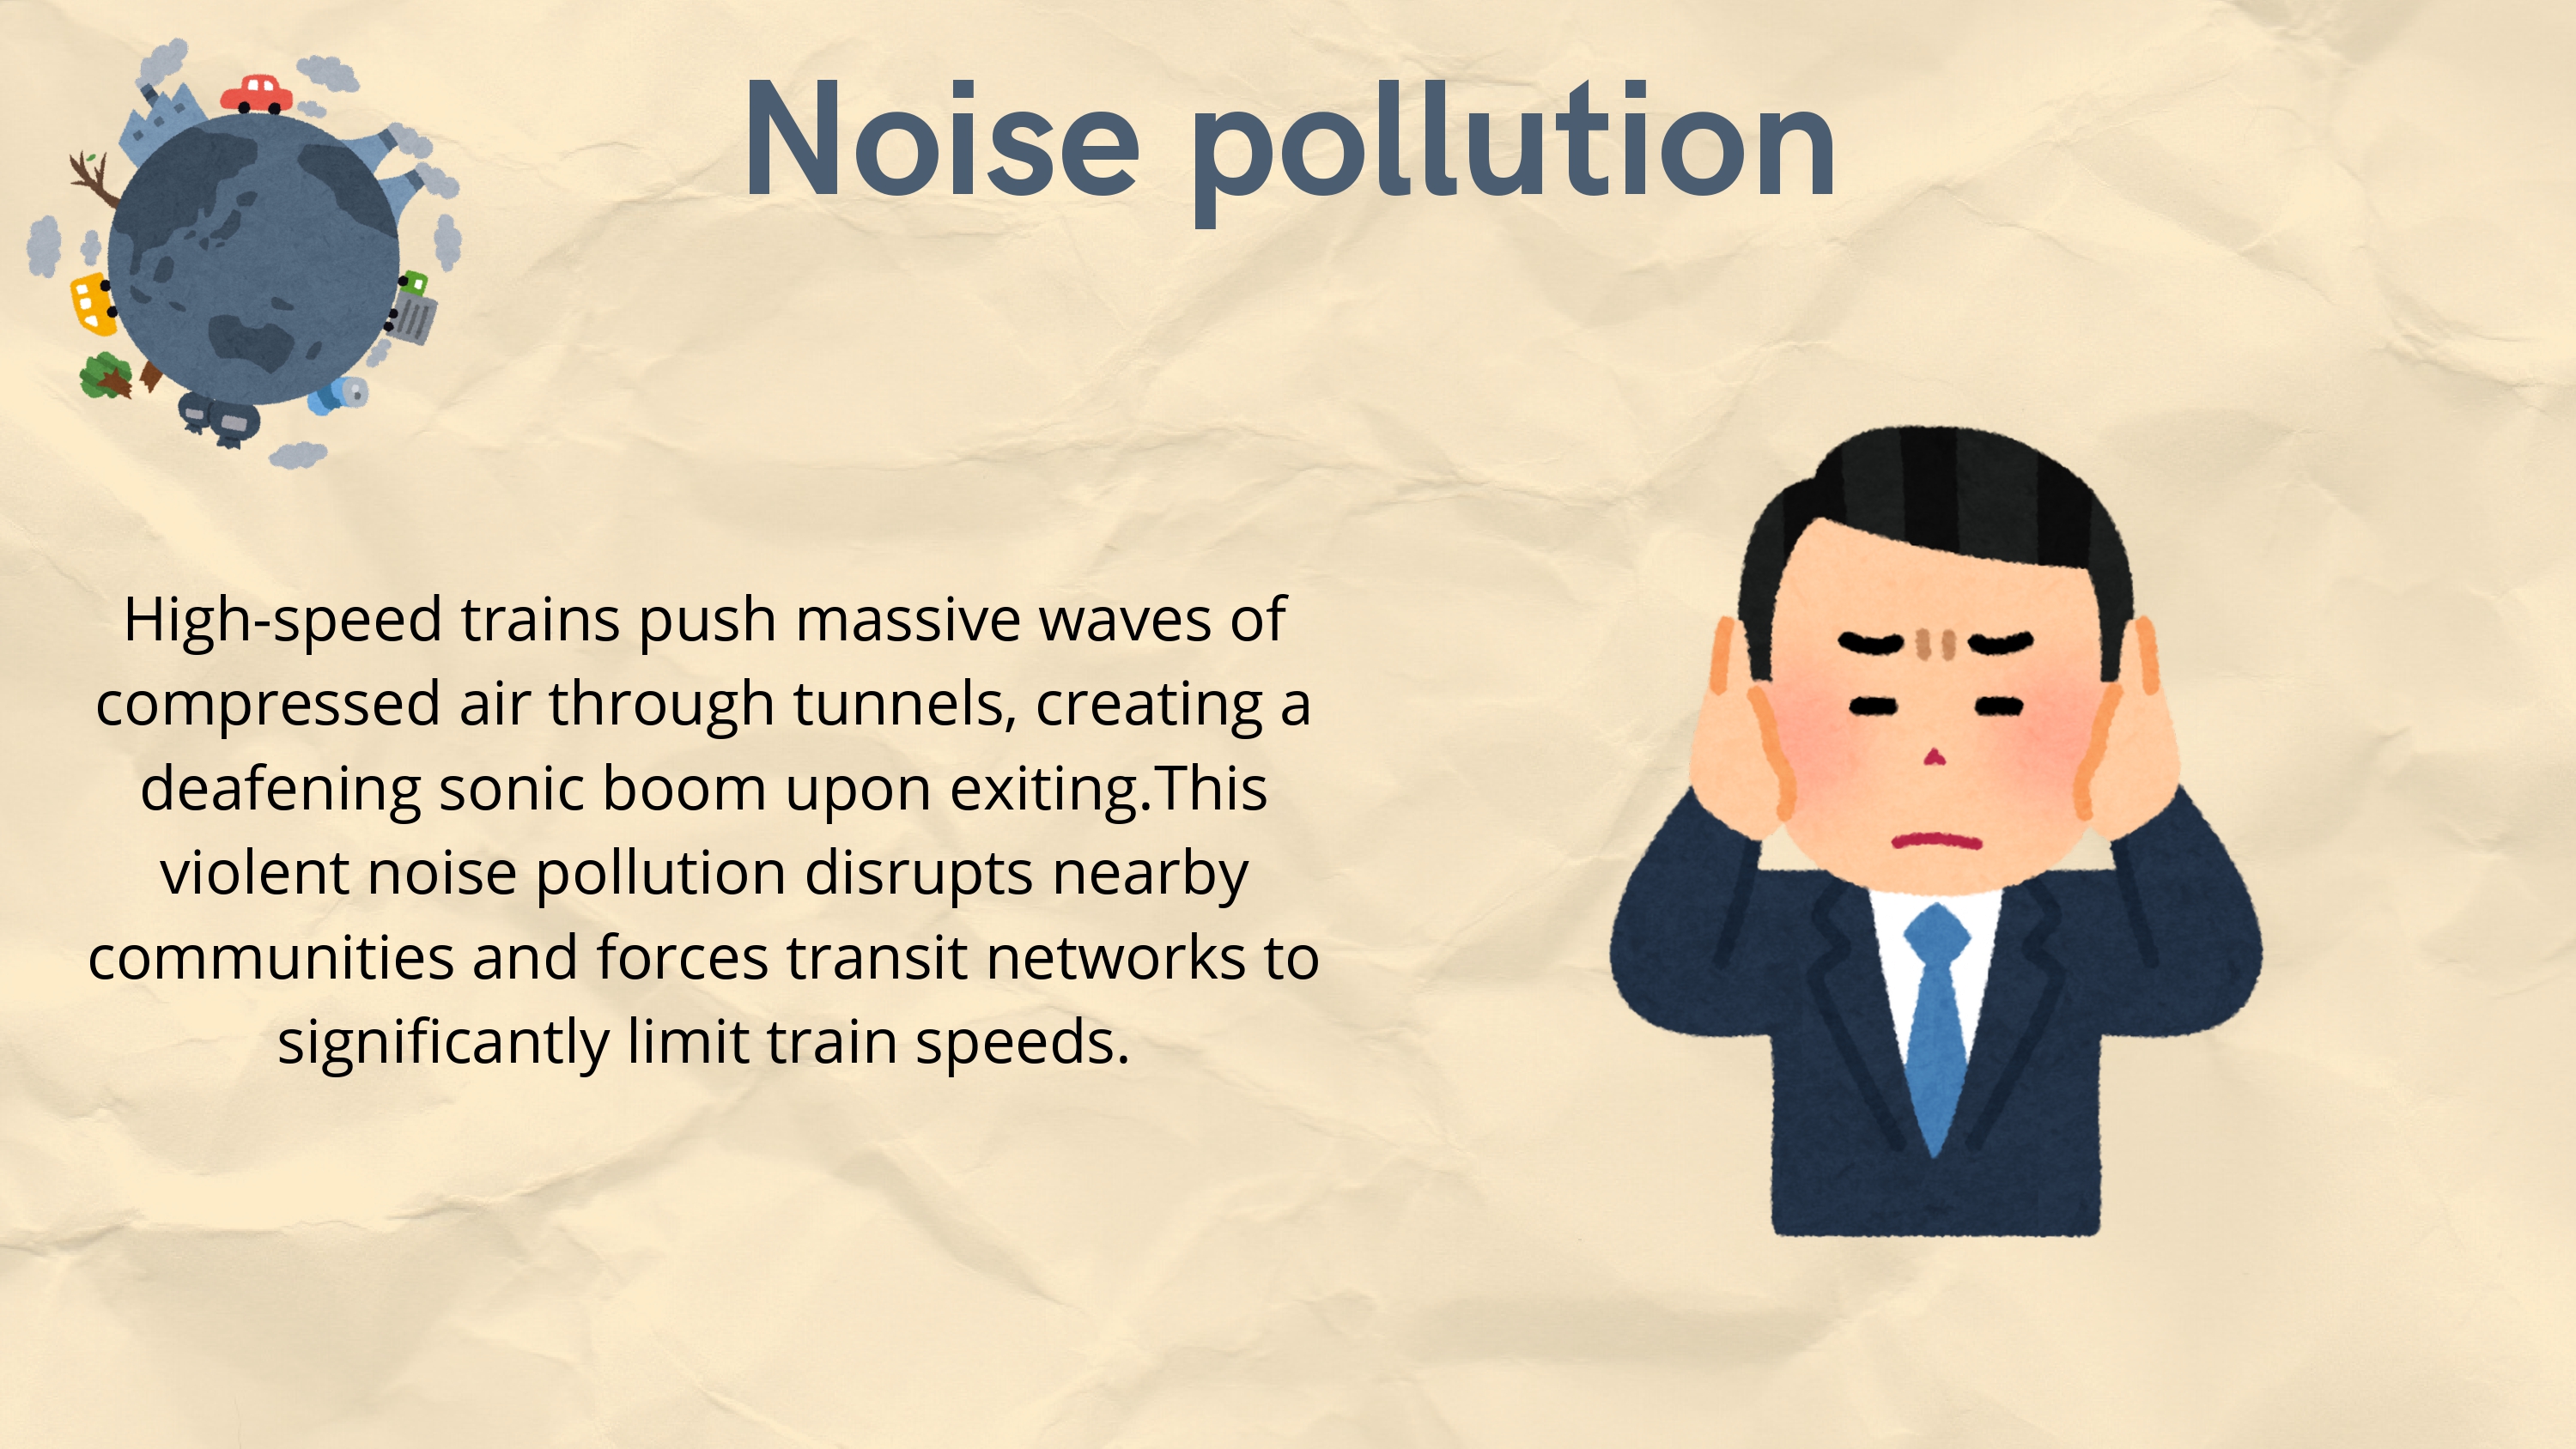 Noise pollution
High-speed trains push massive waves of
compressed air through tunnels, creating a
deafening sonic boom upon exiting.This
violent noise pollution disrupts nearby
communities and forces transit networks to
significantly limit train speeds.